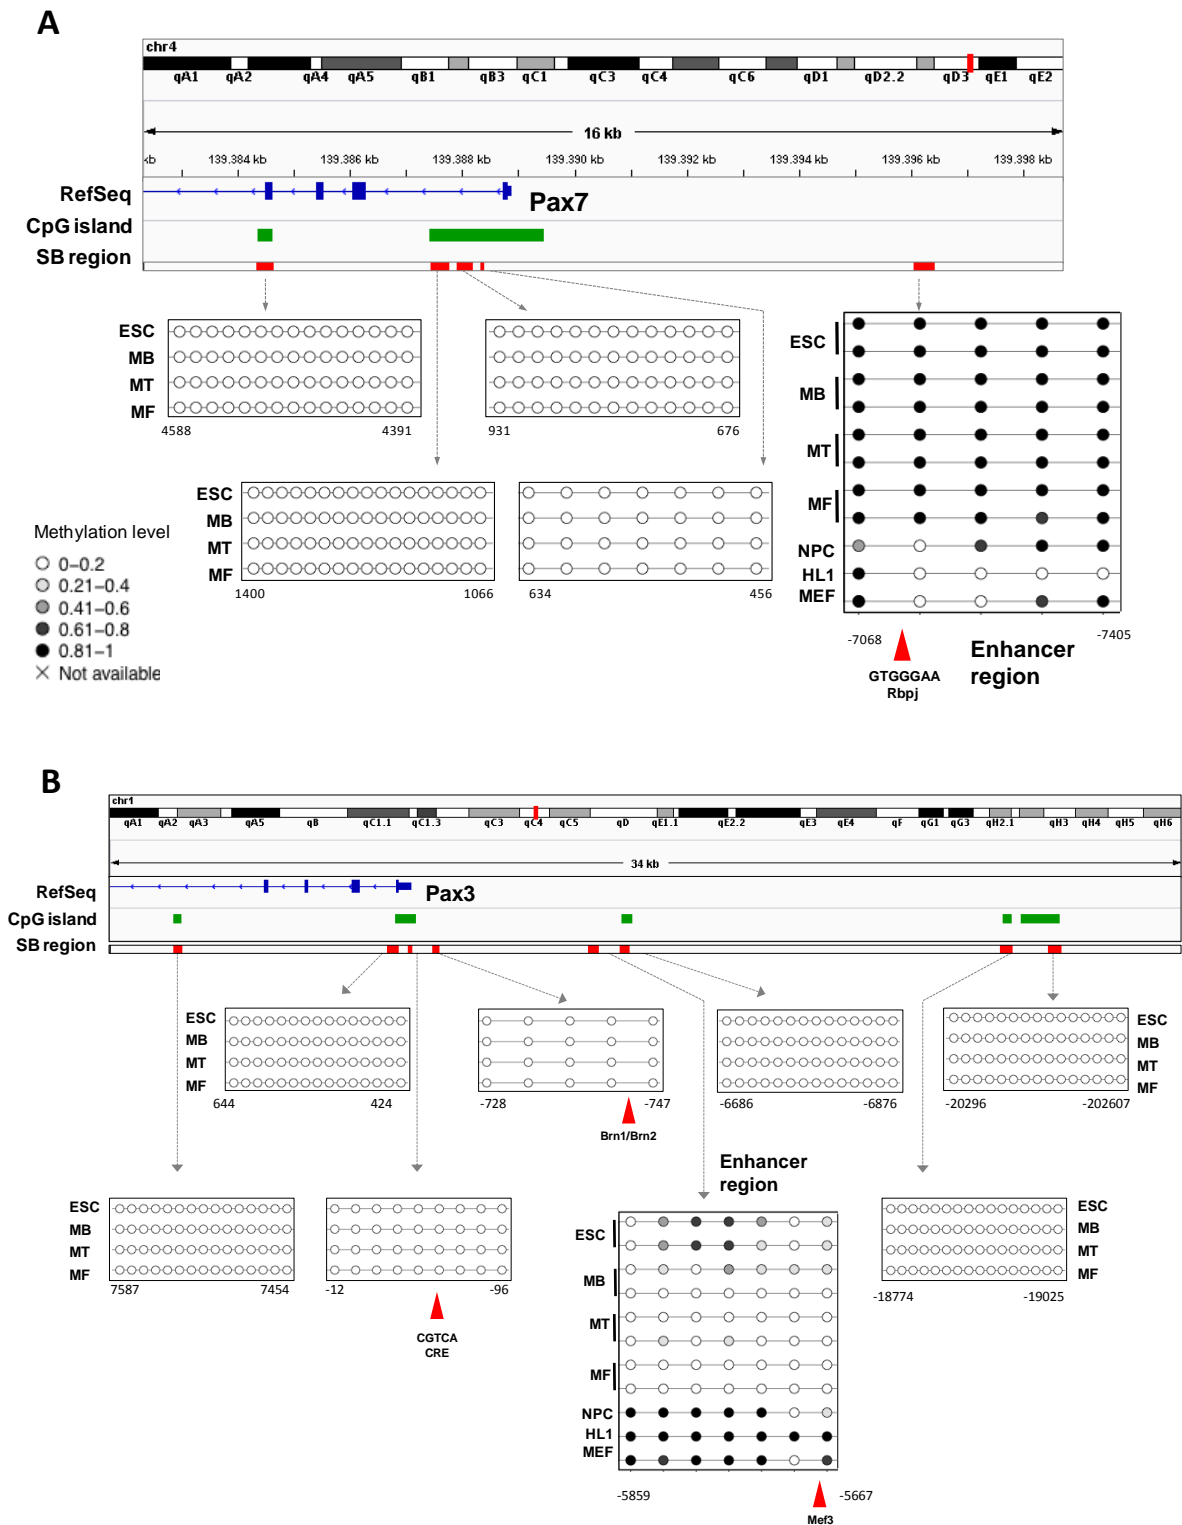 A
chr4
qA1 qA2 qA4 qA5 qB1 qB3 qC1 qC3 qC4 qC6 qD1 qD2.2 qD3 qE1 qE2
16 kb
kb 139.384 kb 139.386 kb 139.388 kb 139.390 kb 139.392 kb 139.394 kb 139.396 kb 139.398 kb
RefSeq
Pax7
CpG island
SB region
ESC
MB
MT
MF
4588 4391
931 676
ESC
MB
MT
MF
1400 1066
634 456
ESC
MB
MT
MF
NPC
HL1
MEF
-7068 -7405
GTGGGAA
Rbpj
Enhancer
region
Methylation level
0–0.2
0.21–0.4
0.41–0.6
0.61–0.8
0.81–1
Not available
B
chr1
qA1 qA2 qA3 qA5 qB qC1.1 qC1.3 qC3 qC4 qC5 qD qE1.1 qE2.2 qE3 qE4 qF qG1 qG3 qH2.1 qH3 qH4 qH5 qH6
34 kb
RefSeq
Pax3
CpG island
SB region
ESC
MB
MT
MF
644 424
-728 -747
Brn1/Brn2
-6686 -6876
ESC
MB
MT
MF
-20296 -202607
ESC
MB
MT
MF
7587 7454
-12 -96
CGTCA
CRE
Enhancer
region
ESC
MB
MT
MF
NPC
HL1
MEF
-5859 -5667
Mef3
ESC
MB
MT
MF
-18774 -19025